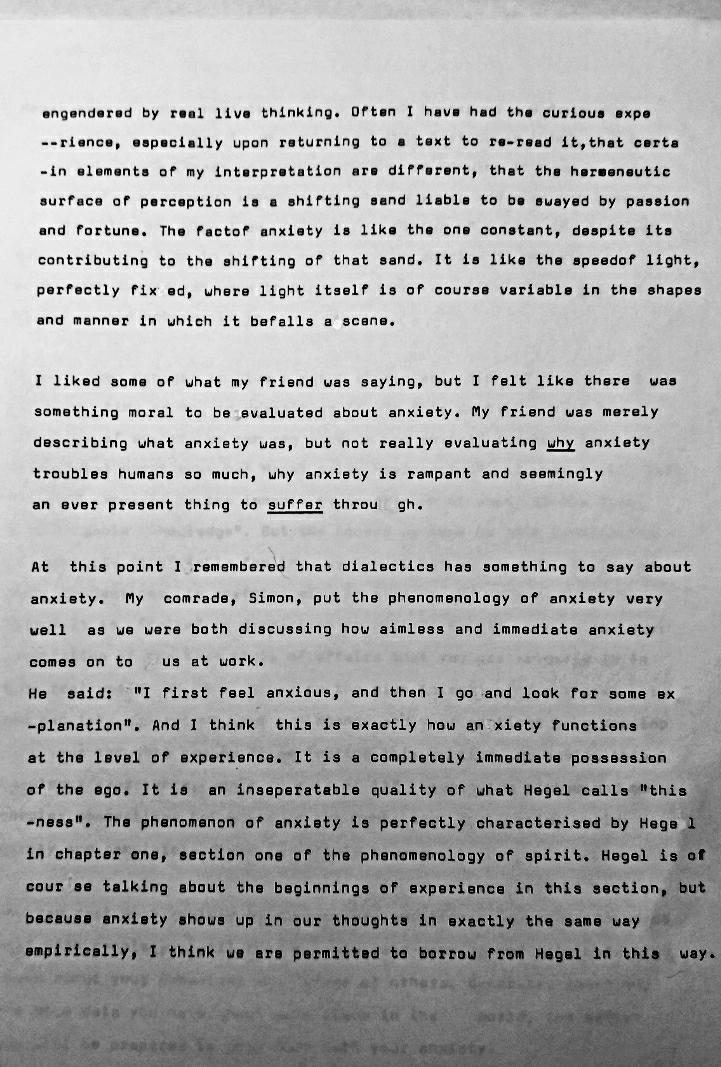 engendered by real live thinking. Often I have had the curious expe
--rience, especially upon returning to a text to re-read it,that certa
-in elements of my interpretation are different, that the hermeneutic
surface of perception is a shifting sand liable to be swayed by passion
and fortune. The factof anxiety is like the one constant, despite its
contributing to the shifting of that sand. It is like the speedof light,
perfectly fix ed, where light itself is of course variable in the shapes
and manner in which it befalls a scene.
I liked some of what my friend was saying, but I felt like there was
something moral to be evaluated about anxiety. My friend was merely
describing what anxiety was, but not really evaluating why anxiety
troubles humans so much, why anxiety is rampant and seemingly
an ever present thing to suffer throu gh.
At this point I remembered that dialectics has something to say about
anxiety. My comrade, Simon, put the phenomenology of anxiety very
well as we were both discussing how aimless and immediate anxiety
comes on to us at work.
He said: "I first feel anxious, and then I go and look for some ex
-planation". And I think this is exactly how an xiety functions
at the level of experience. It is a completely immediate possession
of the ego. It is an inseperatable quality of what Hegel calls "this
-ness". The phenomenon of anxiety is perfectly characterised by Hege l
in chapter one, section one of the phenomenology of spirit. Hegel is of
cour se talking about the beginnings of experience in this section, but
because anxiety shows up in our thoughts in exactly the same way
empirically, I think we are permitted to borrow from Hegel in this way.